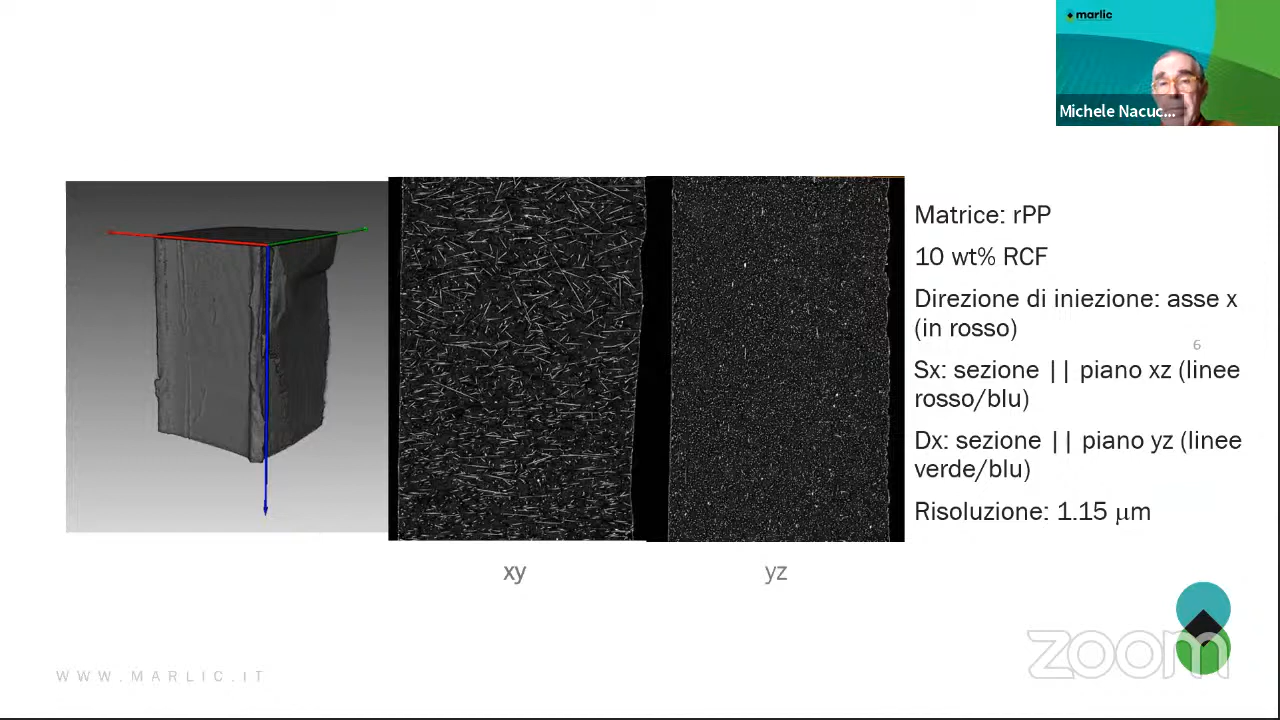 marlic
Michele Nacuc...
Matrice: rPP
10 wt% RCF
Direzione di iniezione: asse x
(in rosso)
6
Sx: sezione || piano xz (linee
rosso/blu)
Dx: sezione || piano yz (linee
verde/blu)
Risoluzione: 1.15 μm
xy
yz
WWW.MARLIC.IT
zoom